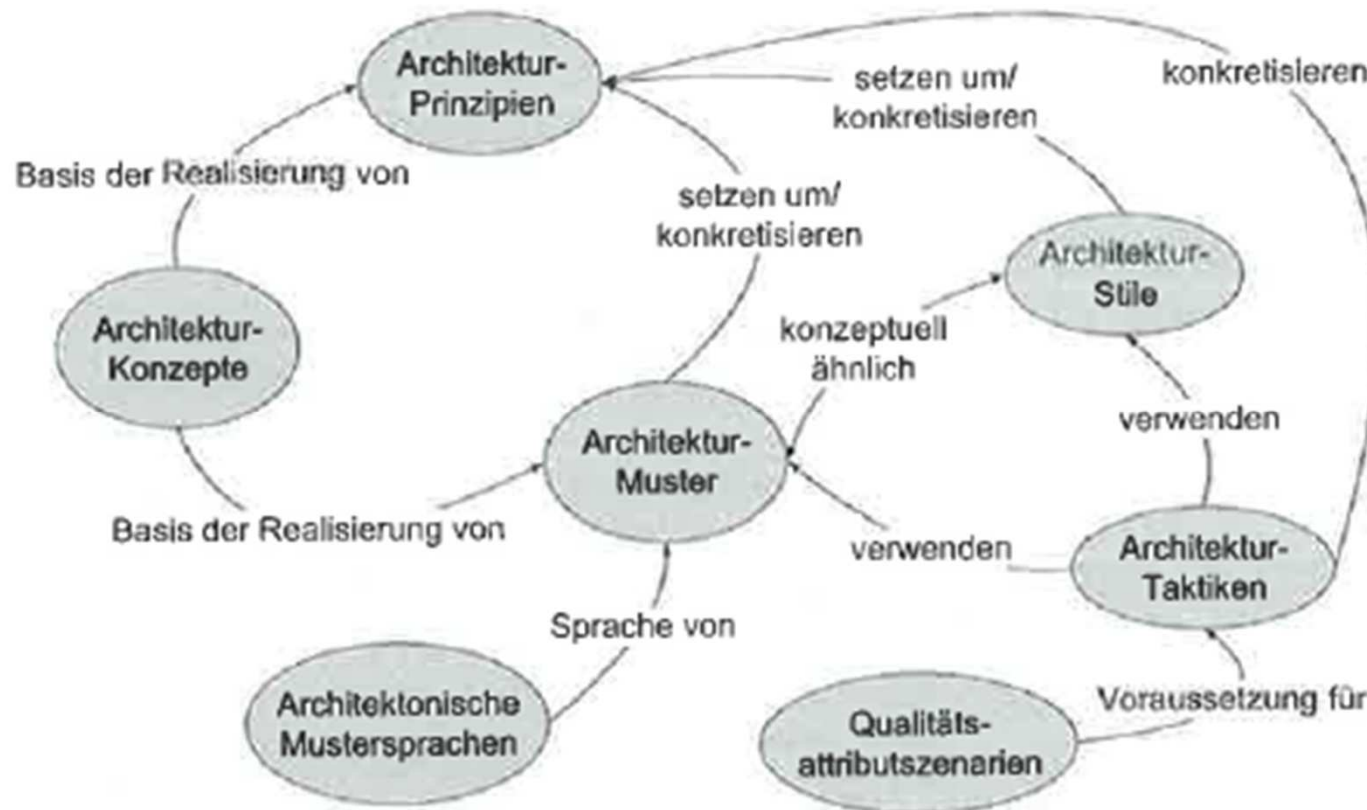 Architektur-
Prinzipien
setzen um/
konkretisieren
konkretisieren
Basis der Realisierung von
setzen um/
konkretisieren
Architektur-
Stile
Architektur-
Konzepte
konzeptuell
ähnlich
verwenden
Architektur-
Muster
Basis der Realisierung von
verwenden
Architektur-
Taktiken
Sprache von
Architektonische
Mustersprachen
Qualitäts-
attributszenarien
Voraussetzung für